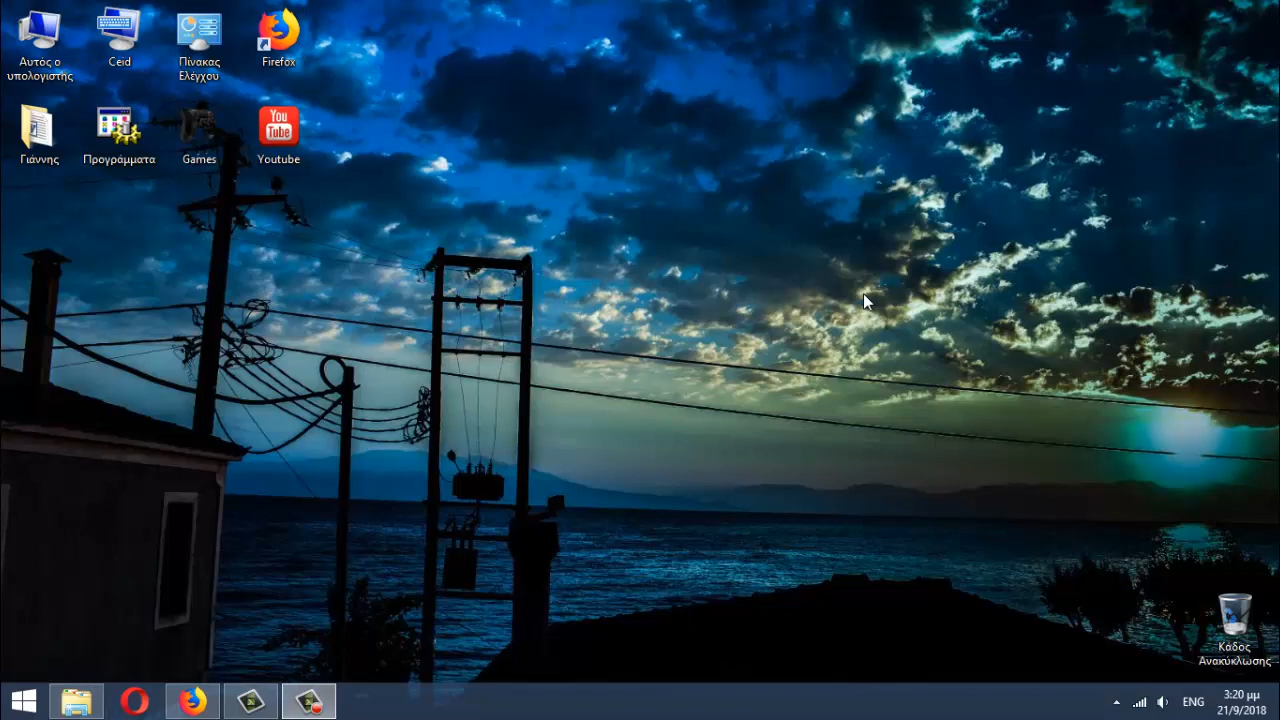 Αυτός ο
υπολογιστής
Ceid
Πίνακας
Ελέγχου
Firefox
Γιάννης
Προγράμματα
Games
You
Tube
Youtube
Κάδος
Ανακύκλωσης
ENG
3:20 μμ
21/9/2018